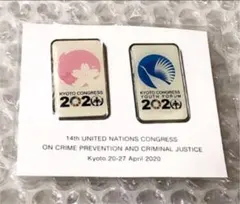 KYOTO CONGRESS
2020
KYOTO CONGRESS
YOUTH FORUM
2020
14th UNITED NATIONS CONGRESS
ON CRIME PREVENTION AND CRIMINAL JUSTICE
Kyoto 20-27 April 2020